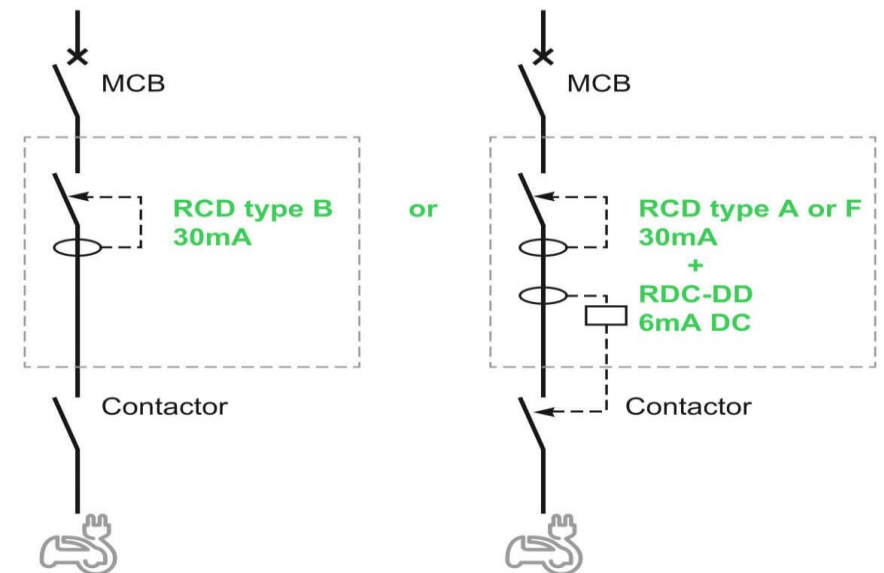 MCB
RCD type B
30mA
Contactor
or
MCB
RCD type A or F
30mA
+
RDC-DD
6mA DC
Contactor